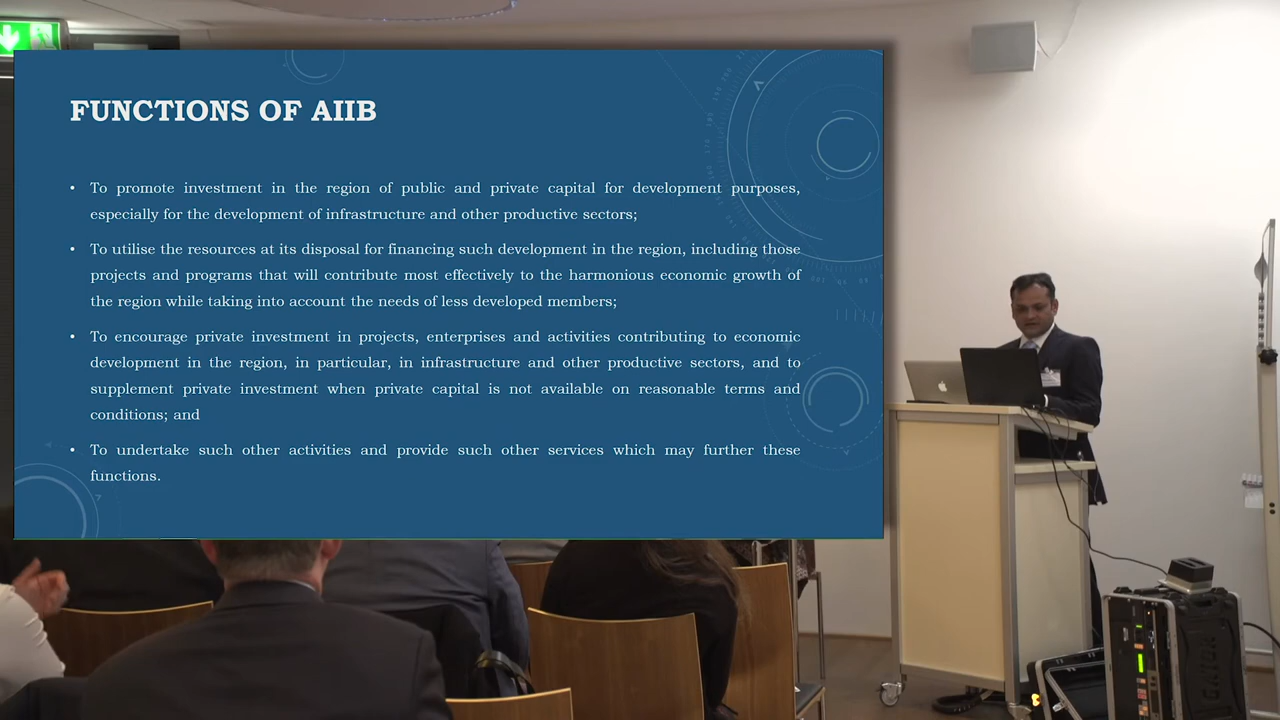 FUNCTIONS OF AIIB
• To promote investment in the region of public and private capital for development purposes,
especially for the development of infrastructure and other productive sectors;
• To utilise the resources at its disposal for financing such development in the region, including those
projects and programs that will contribute most effectively to the harmonious economic growth of
the region while taking into account the needs of less developed members;
• To encourage private investment in projects, enterprises and activities contributing to economic
development in the region, in particular, in infrastructure and other productive sectors, and to
supplement private investment when private capital is not available on reasonable terms and
conditions; and
• To undertake such other activities and provide such other services which may further these
functions.